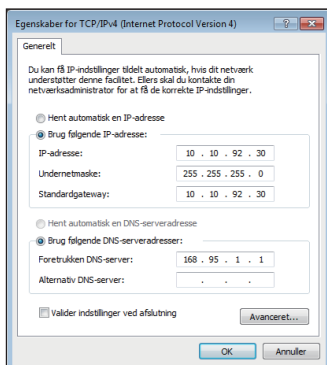 Egenskaber for TCP/IPv4 (Internet Protocol Version 4)
Generelt
Du kan få IP-indstillinger tildelt automatisk, hvis dit netværk
understøtter denne facilitet. Ellers skal du kontakte din
netværksadministrator for at få de korrekte IP-indstillinger.
Hent automatisk en IP-adresse
Brug følgende IP-adresse:
IP-adresse: 10 . 10 . 92 . 30
Undernetmaske: 255 . 255 . 255 . 0
Standardgateway: 10 . 10 . 92 . 30
Hent automatisk en DNS-serveradresse
Brug følgende DNS-serveradresser:
Foretrukken DNS-server: 168 . 95 . 1 . 1
Alternativ DNS-server: . . .
Valider indstillinger ved afslutning
Avanceret...
OK Annuller